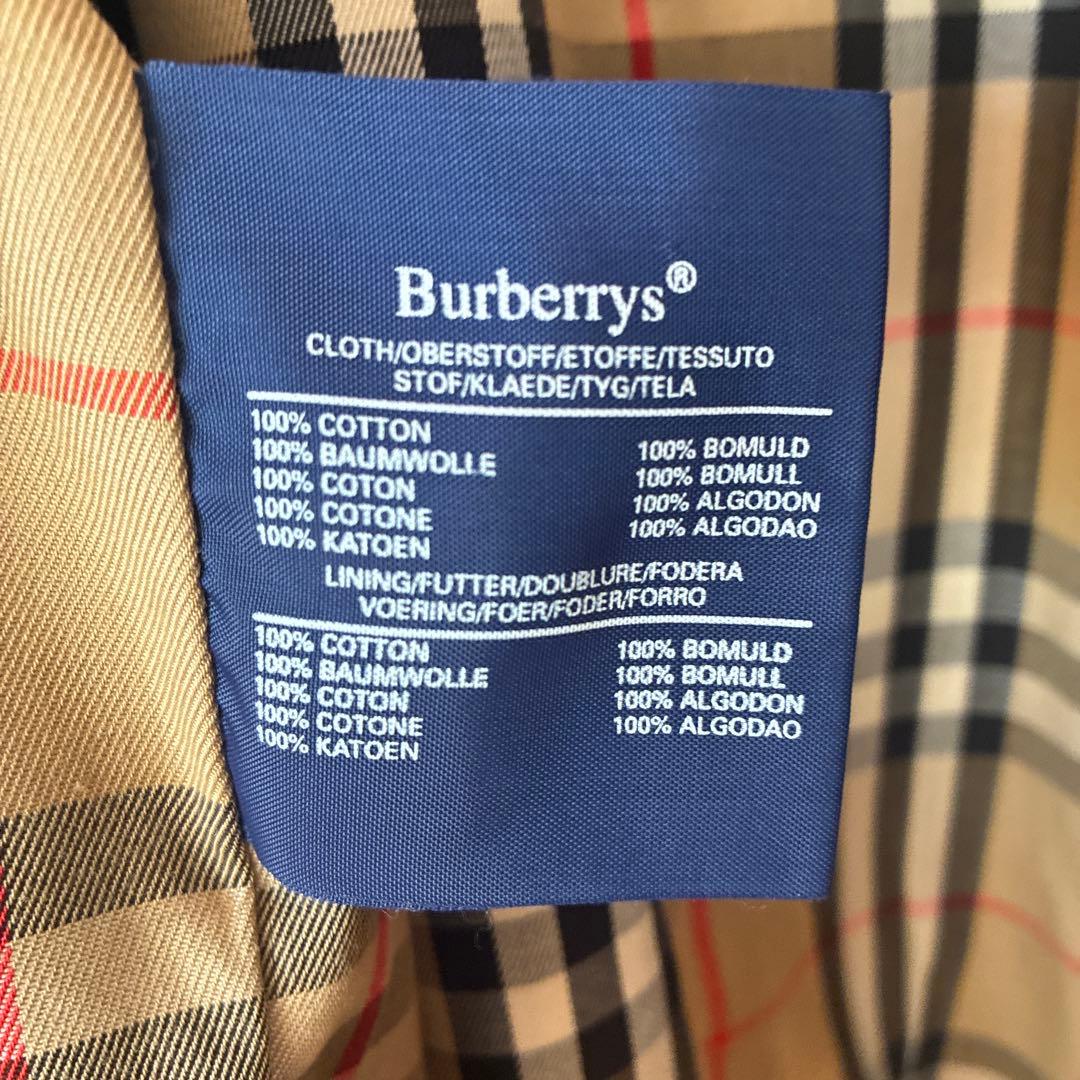 Burberrys®
CLOTH/OBERSTOFF/ETOFFE/TESSUTO
STOF/KLAEDE/TYG/TELA
100% COTTON
100% BAUMWOLLE
100% COTON
100% COTONE
100% KATOEN
100% BOMULD
100% BOMULL
100% ALGODON
100% ALGODAO
LINING/FUTTER/DOUBLURE/FODERA
VOERING/FOER/FODER/FORRO
100% COTTON
100% BAUMWOLLE
100% COTON
100% COTONE
100% KATOEN
100% BOMULD
100% BOMULL
100% ALGODON
100% ALGODAO